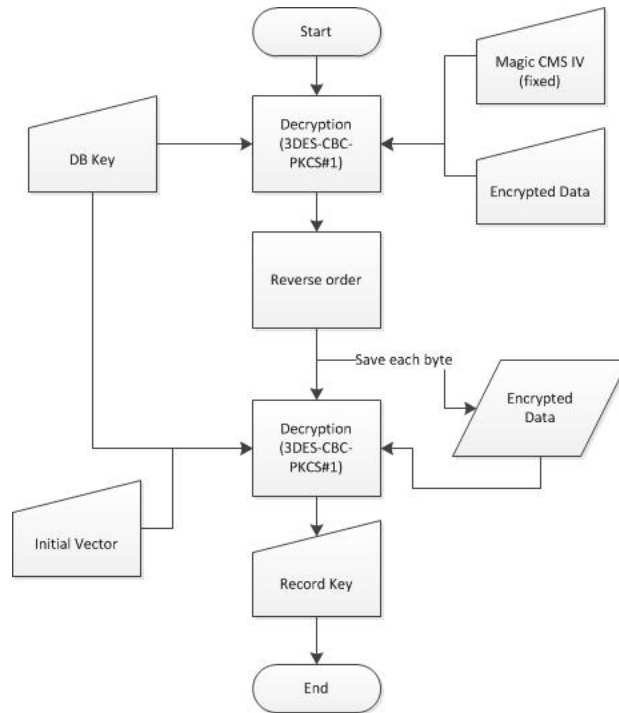 Start
Magic CMS IV
(fixed)
Decryption
(3DES-CBC-
PKCS#1)
DB Key
Encrypted Data
Reverse order
Save each byte
Encrypted
Data
Decryption
(3DES-CBC-
PKCS#1)
Initial Vector
Record Key
End